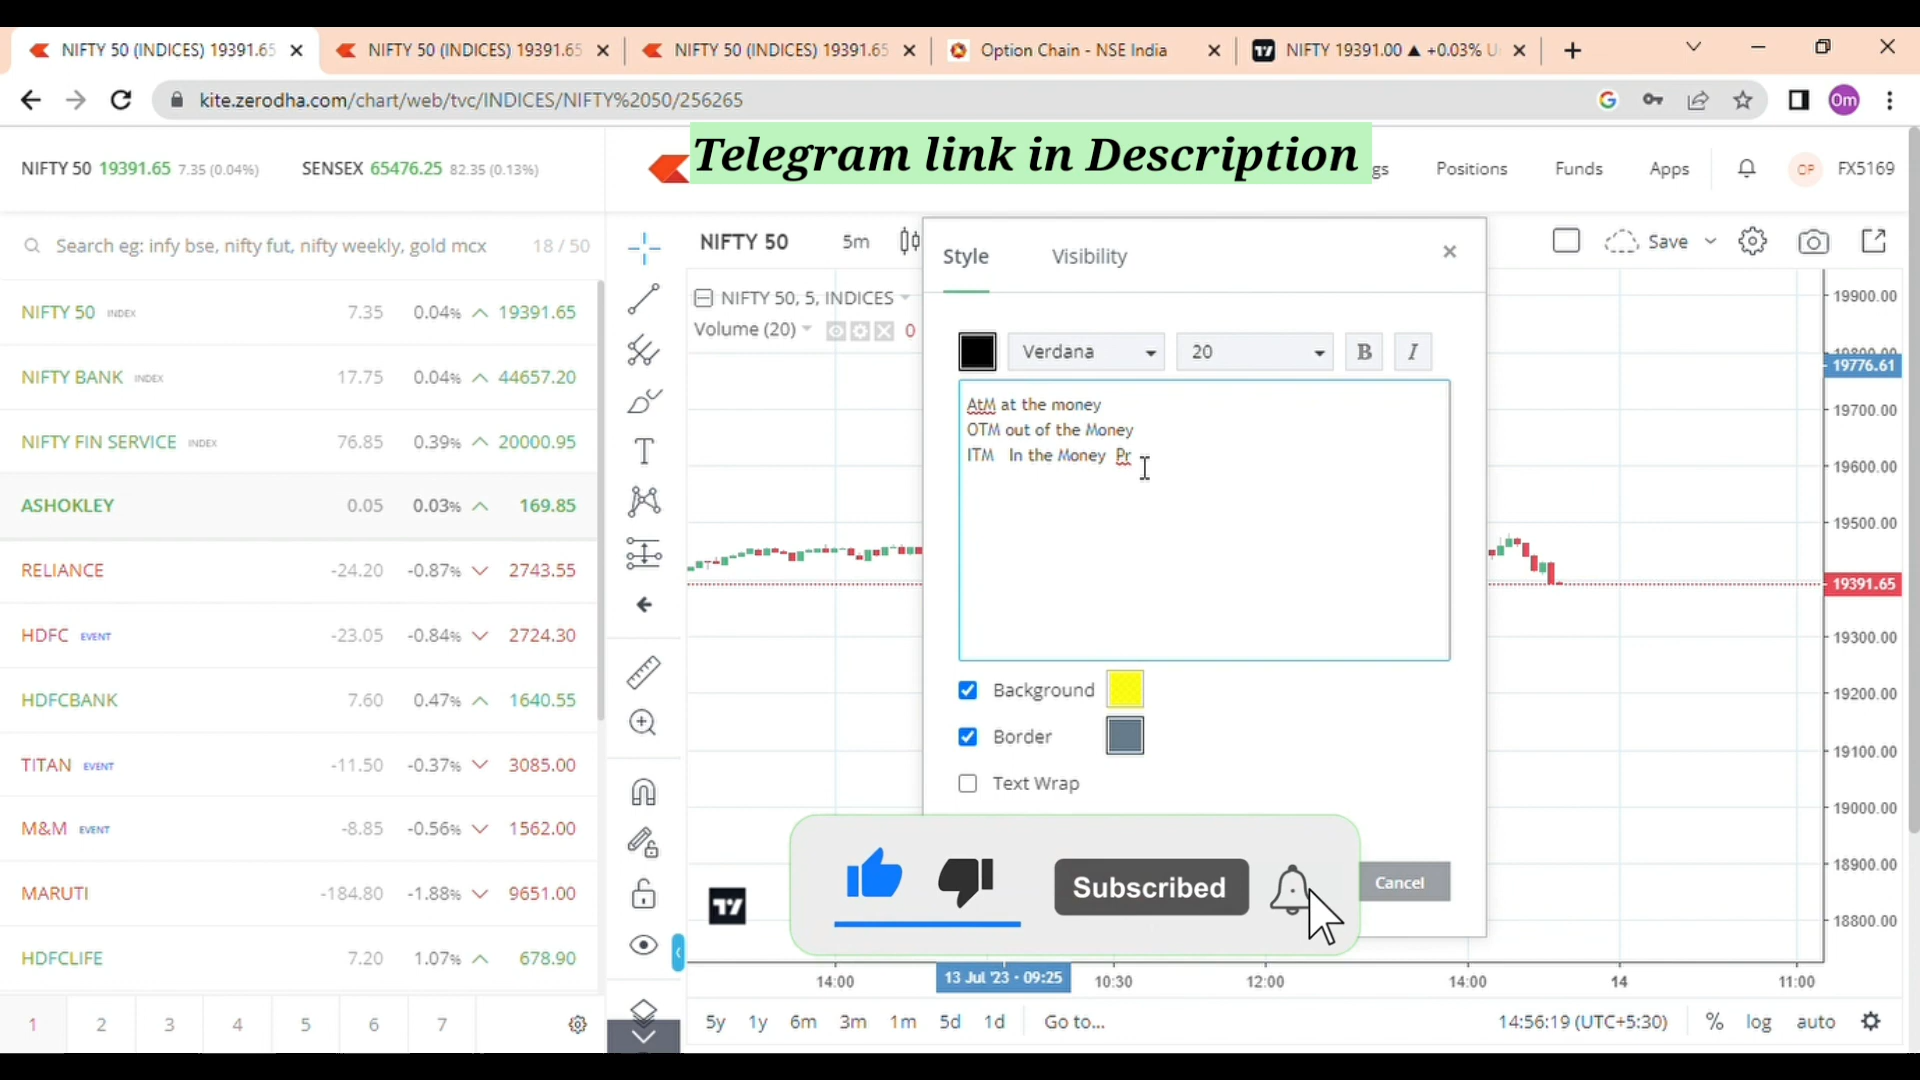 NIFTY 50 (INDICES) 19391.65
NIFTY 50 (INDICES) 19391.65
NIFTY 50 (INDICES) 19391.65
Option Chain - NSE India
NIFTY 19391.00 ▲ +0.03% U
kite.zerodha.com/chart/web/tvc/INDICES/NIFTY%2050/256265
Om
Telegram link in Description
NIFTY 50 19391.65 7.35 (0.04%)
SENSEX 65476.25 82.35 (0.13%)
gs
Positions
Funds
Apps
OP
FX5169
Search eg: infy bse, nifty fut, nifty weekly, gold mcx
18 / 50
NIFTY 50 INDEX 7.35 0.04% 19391.65
NIFTY BANK INDEX 17.75 0.04% 44657.20
NIFTY FIN SERVICE INDEX 76.85 0.39% 20000.95
ASHOKLEY 0.05 0.03% 169.85
RELIANCE -24.20 -0.87% 2743.55
HDFC EVENT -23.05 -0.84% 2724.30
HDFCBANK 7.60 0.47% 1640.55
TITAN EVENT -11.50 -0.37% 3085.00
M&M EVENT -8.85 -0.56% 1562.00
MARUTI -184.80 -1.88% 9651.00
HDFCLIFE 7.20 1.07% 678.90
1 2 3 4 5 6 7
NIFTY 50
5m
Save
NIFTY 50, 5, INDICES
Volume (20)
0
Style
Visibility
Verdana
20
B
I
AtM at the money
OTM out of the Money
ITM In the Money Pr
Background
Border
Text Wrap
Cancel
Subscribed
19900.00
19776.61
19700.00
19600.00
19500.00
19391.65
19300.00
19200.00
19100.00
19000.00
18900.00
18800.00
14:00
13 Jul '23 - 09:25
10:30
12:00
14:00
14
11:00
5y 1y 6m 3m 1m 5d 1d
Go to...
14:56:19 (UTC+5:30)
% log auto